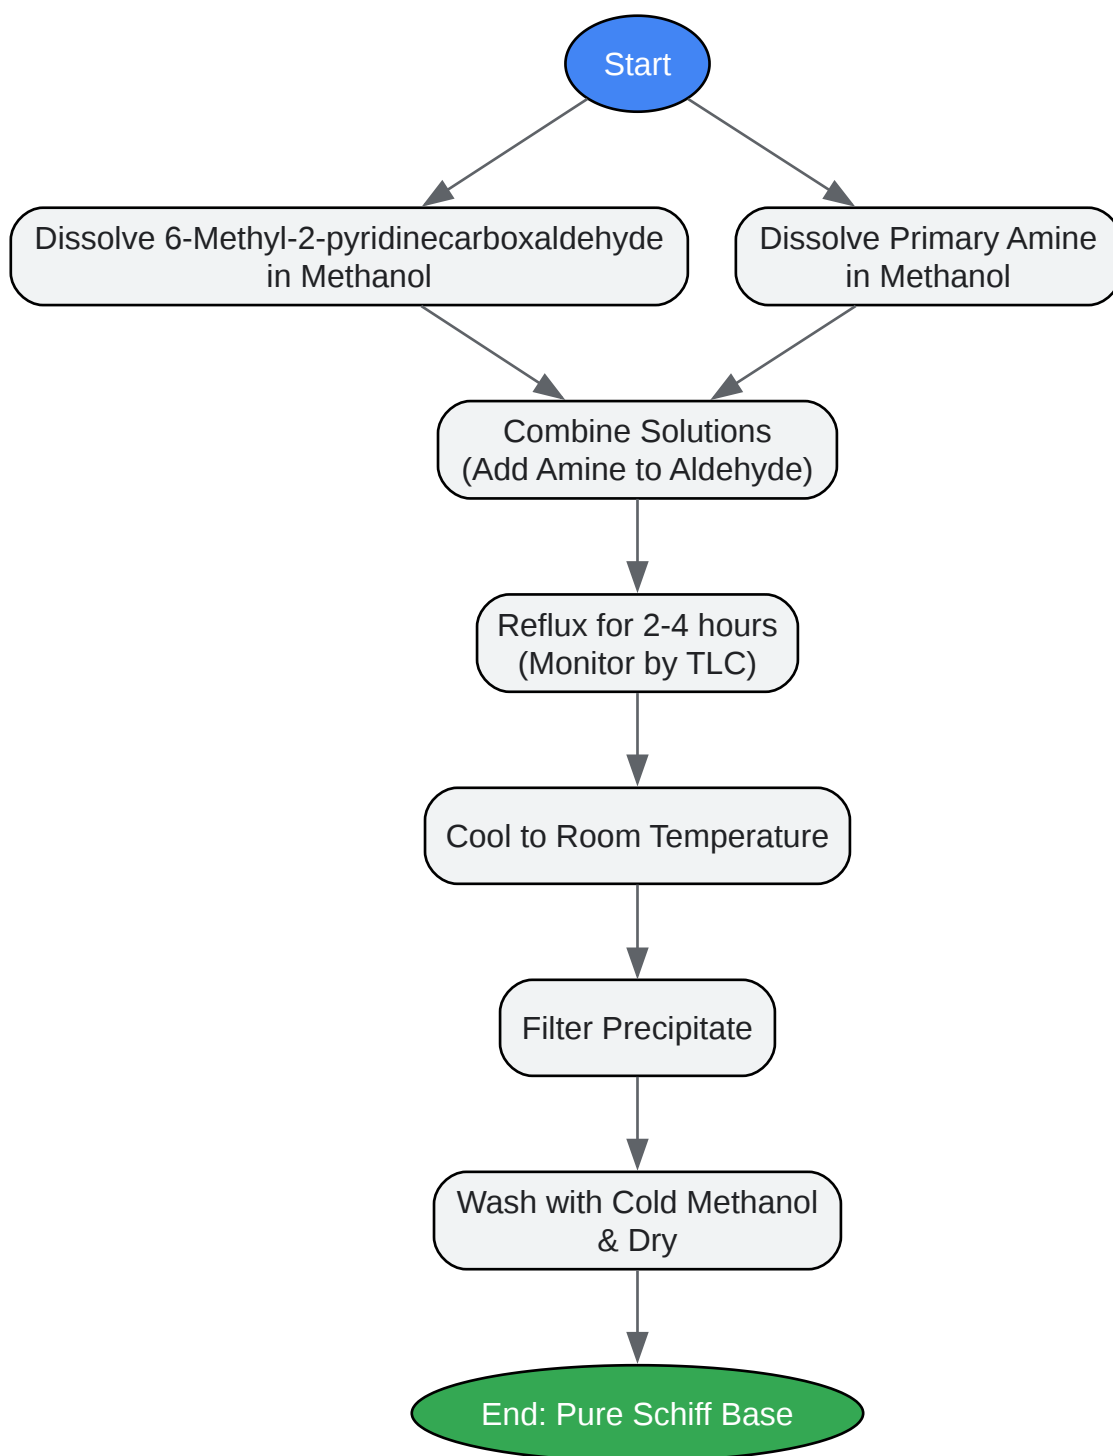 Start
Dissolve 6-Methyl-2-pyridinecarboxaldehyde
in Methanol
Dissolve Primary Amine
in Methanol
Combine Solutions
(Add Amine to Aldehyde)
Reflux for 2-4 hours
(Monitor by TLC)
Cool to Room Temperature
Filter Precipitate
Wash with Cold Methanol
& Dry
End: Pure Schiff Base